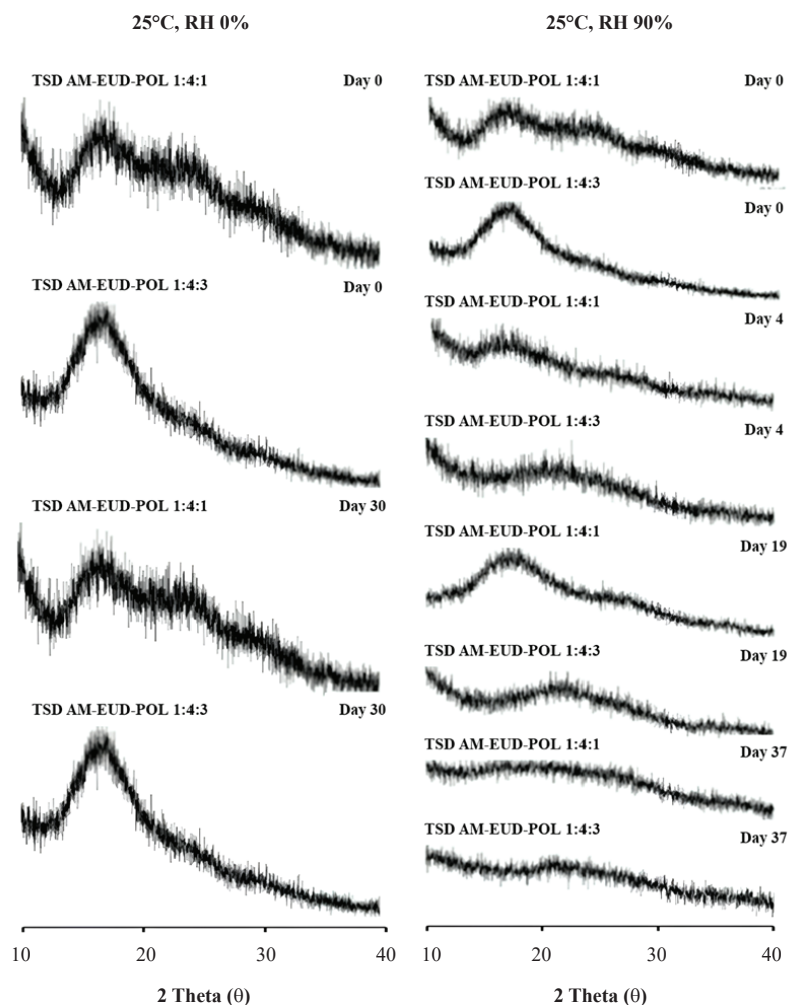 25°C, RH 0%
TSD AM-EUD-POL 1:4:1 Day 0
TSD AM-EUD-POL 1:4:3 Day 0
TSD AM-EUD-POL 1:4:1 Day 30
TSD AM-EUD-POL 1:4:3 Day 30
10 20 30 40
2 Theta (θ)
25°C, RH 90%
TSD AM-EUD-POL 1:4:1 Day 0
TSD AM-EUD-POL 1:4:3
Day 0
TSD AM-EUD-POL 1:4:1
Day 4
TSD AM-EUD-POL 1:4:3 Day 4
TSD AM-EUD-POL 1:4:1
Day 19
TSD AM-EUD-POL 1:4:3 Day 19
TSD AM-EUD-POL 1:4:1 Day 37
TSD AM-EUD-POL 1:4:3 Day 37
10 20 30 40
2 Theta (θ)